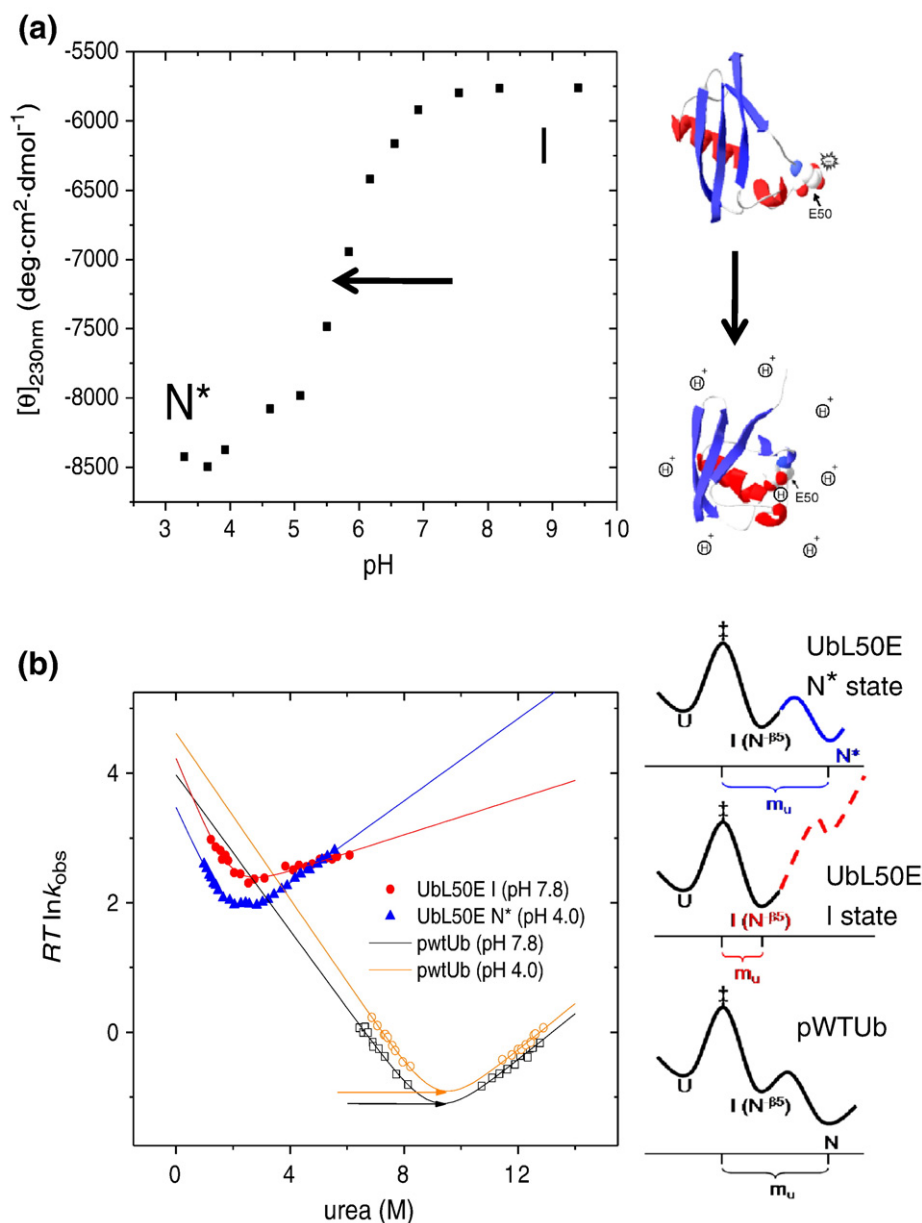 (a)
-5500
-6000
-6500
-7000
-7500
-8000
-8500
[θ]230nm (deg·cm²·dmol⁻¹)
N*
I
3 4 5 6 7 8 9 10
pH
E50
H+ H+
H+
H+ H+
H E50
H+ H+
(b)
4
2
0
RT lnk_obs
UbL50E I (pH 7.8)
UbL50E N* (pH 4.0)
pwtUb (pH 7.8)
pwtUb (pH 4.0)
0 4 8 12
urea (M)
‡
UbL50E
N* state
U
I (N-β5)
N*
mu
‡
UbL50E
I state
U
I (N-β5)
mu
‡
pWTUb
U
I (N-β5)
N
mu